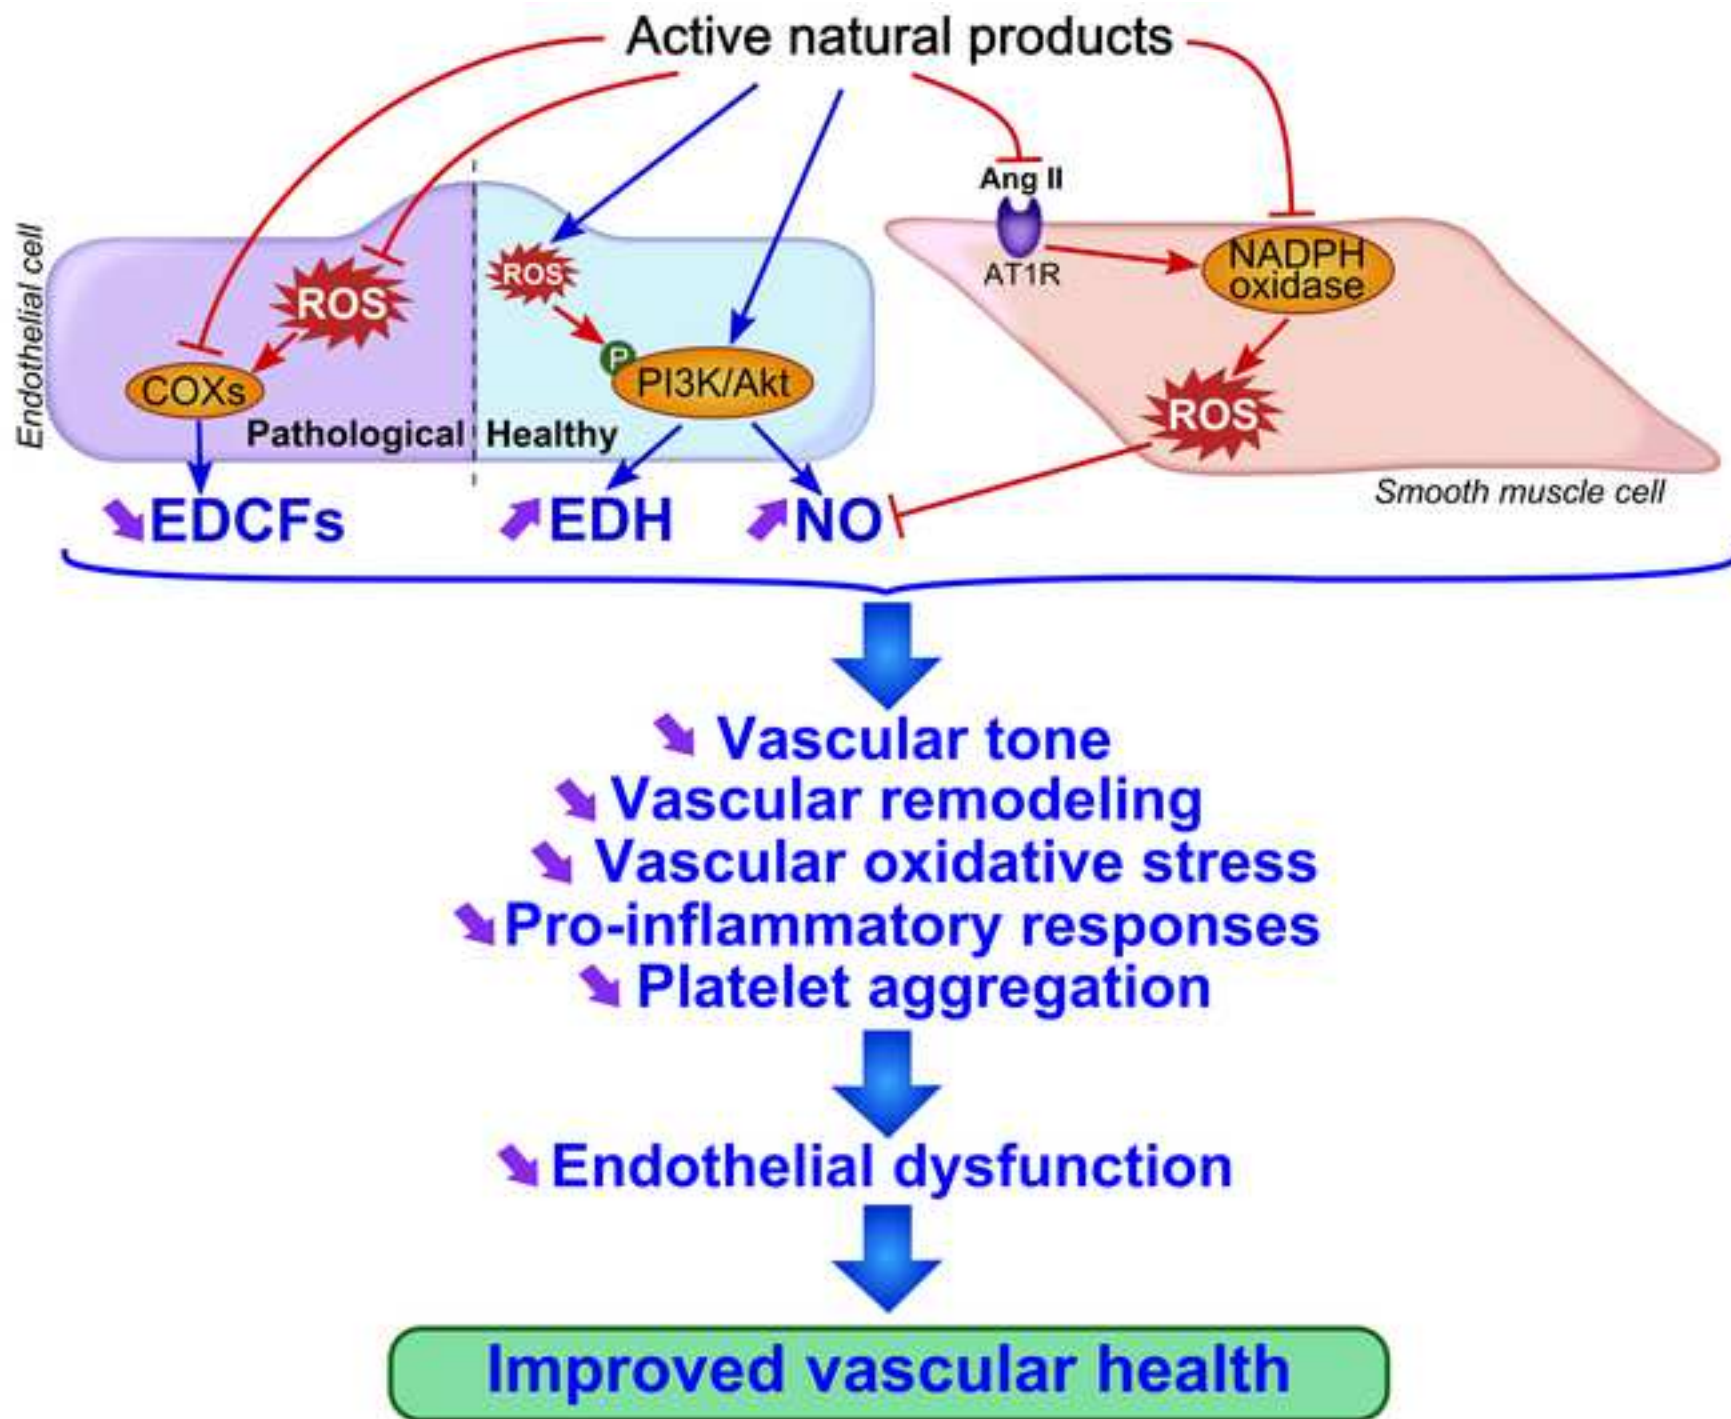 Active natural products
Endothelial cell
ROS
COXs
Pathological
ROS
P
PI3K/Akt
Healthy
Ang II
AT1R
NADPH
oxidase
ROS
Smooth muscle cell
EDCFs
EDH
NO
Vascular tone
Vascular remodeling
Vascular oxidative stress
Pro-inflammatory responses
Platelet aggregation
Endothelial dysfunction
Improved vascular health